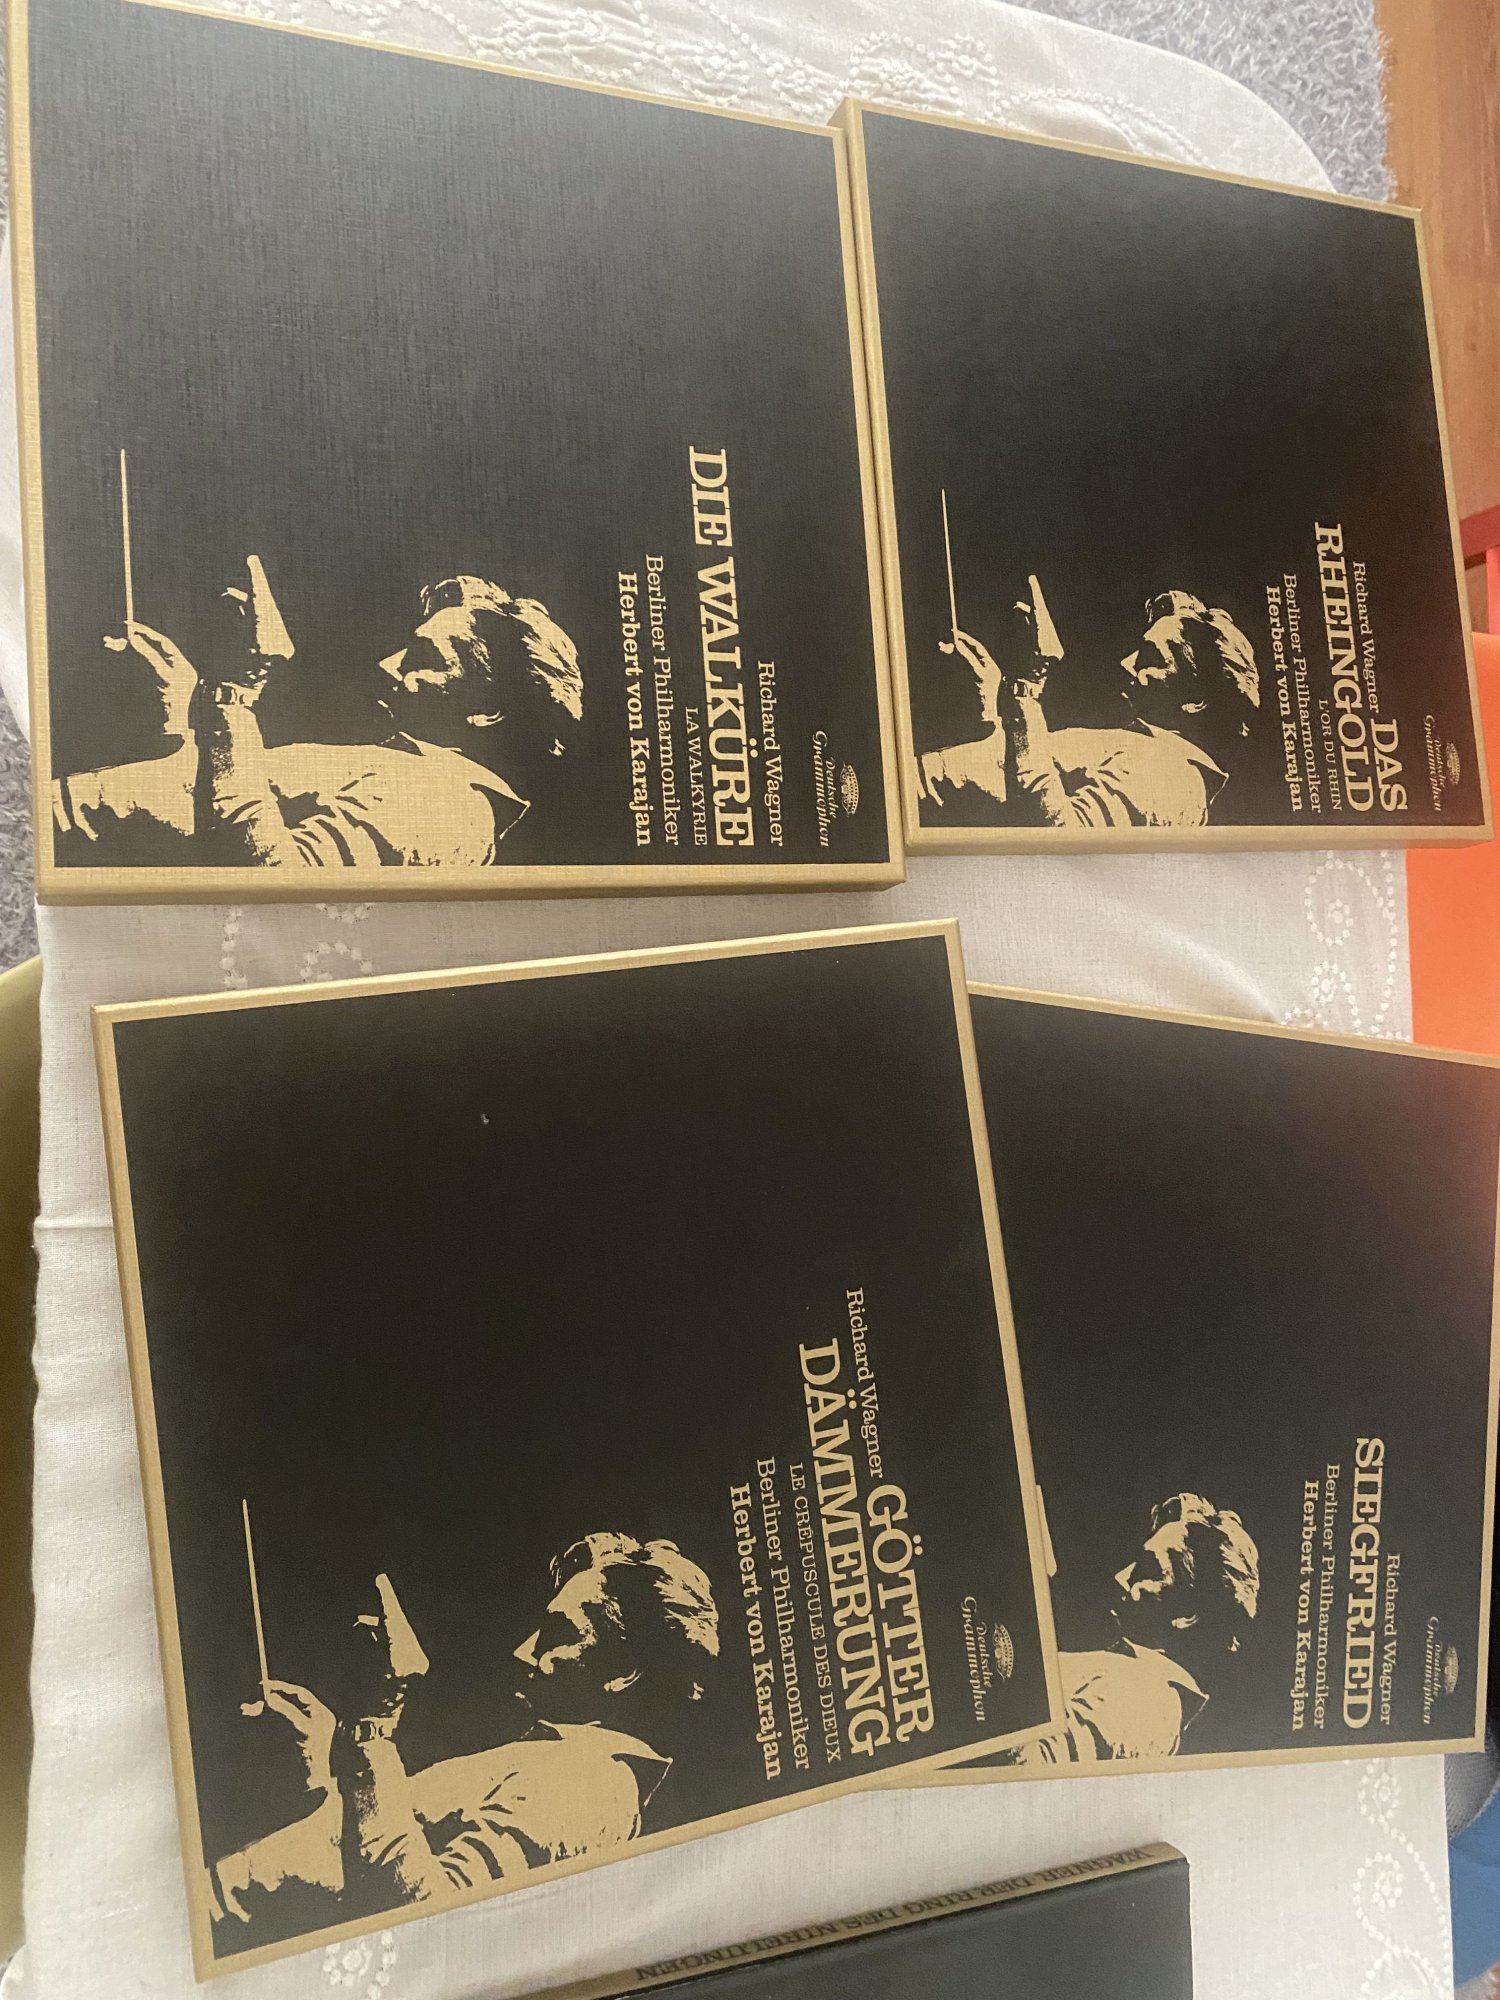 Deutsche
Grammophon
Richard Wagner DAS
RHEINGOLD
L'OR DU RHIN
Berliner Philharmoniker
Herbert von Karajan
Deutsche
Grammophon
Richard Wagner
SIEGFRIED
Berliner Philharmoniker
Herbert von Karajan
Deutsche
Grammophon
Richard Wagner
DIE WALKÜRE
LA WALKYRIE
Berliner Philharmoniker
Herbert von Karajan
Deutsche
Grammophon
Richard Wagner GÖTTER
DÄMMERUNG
LE CRÉPUSCULE DES DIEUX
Berliner Philharmoniker
Herbert von Karajan
WAGNER DER RING DES NIBELUNGEN